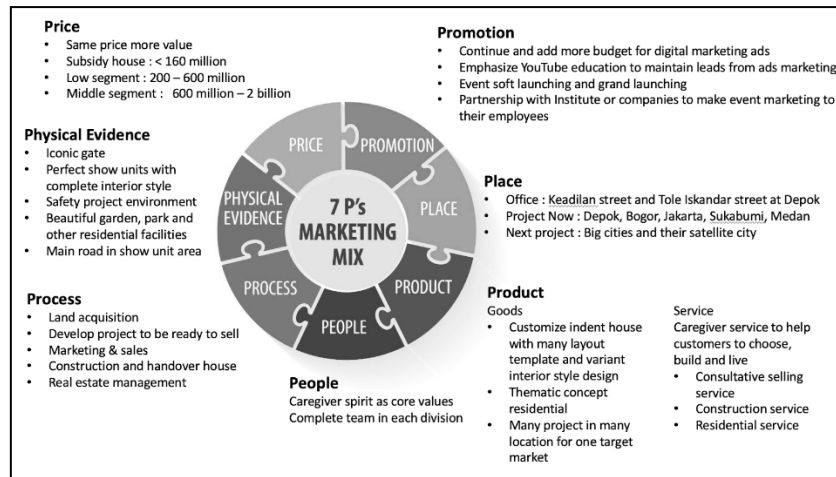 Price
• Same price more value
• Subsidy house : < 160 million
• Low segment : 200 – 600 million
• Middle segment : 600 million – 2 billion
Promotion
• Continue and add more budget for digital marketing ads
• Emphasize YouTube education to maintain leads from ads marketing
• Event soft launching and grand launching
• Partnership with Institute or companies to make event marketing to
their employees
Physical Evidence
• Iconic gate
• Perfect show units with
complete interior style
• Safety project environment
• Beautiful garden, park and
other residential facilities
• Main road in show unit area
PRICE
PROMOTION
PHYSICAL
EVIDENCE
7 P's
MARKETING
MIX
PLACE
PROCESS
PEOPLE
PRODUCT
Place
• Office : Keadilan street and Tole Iskandar street at Depok
• Project Now : Depok, Bogor, Jakarta, Sukabumi, Medan
• Next project : Big cities and their satellite city
Process
• Land acquisition
• Develop project to be ready to sell
• Marketing & sales
• Construction and handover house
• Real estate management
People
Caregiver spirit as core values
Complete team in each division
Product
Goods
• Customize indent house
with many layout
template and variant
interior style design
• Thematic concept
residential
• Many project in many
location for one target
market
Service
Caregiver service to help
customers to choose,
build and live
• Consultative selling
service
• Construction service
• Residential service